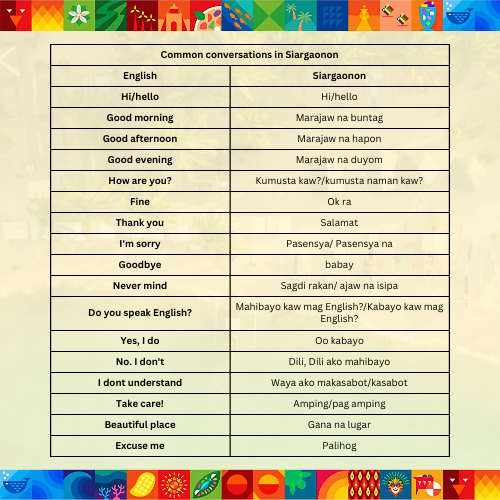 Common conversations in Siargaonon
English Siargaonon
Hi/hello Hi/hello
Good morning Marajaw na buntag
Good afternoon Marajaw na hapon
Good evening Marajaw na duyom
How are you? Kumusta kaw?/kumusta naman kaw?
Fine Ok ra
Thank you Salamat
I'm sorry Pasensya/ Pasensya na
Goodbye babay
Never mind Sagdi rakan/ ajaw na isipa
Do you speak English? Mahibayo kaw mag English?/Kabayo kaw mag
English?
Yes, I do Oo kabayo
No. I don't Dili, Dili ako mahibayo
I dont understand Waya ako makasabot/kasabot
Take care! Amping/pag amping
Beautiful place Gana na lugar
Excuse me Palihog